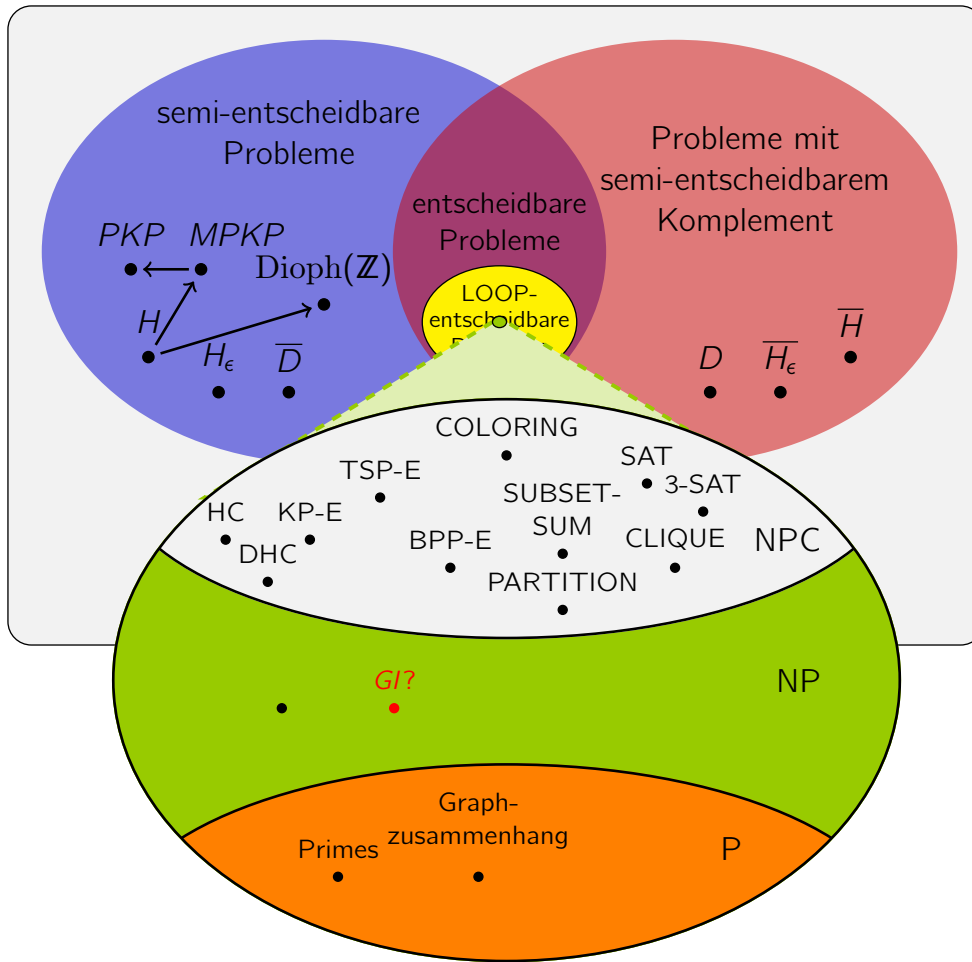 semi-entscheidbare
Probleme
Probleme mit
semi-entscheidbarem
Komplement
entscheidbare
Probleme
PKP
MPKP
Dioph(ℤ)
LOOP-
entscheidbare
H
H̅
H_ϵ
D̅
D
H̅_ϵ
COLORING
TSP-E
SAT
3-SAT
SUBSET-
SUM
HC
KP-E
BPP-E
CLIQUE
NPC
DHC
PARTITION
GI?
NP
Graph-
zusammenhang
Primes
P